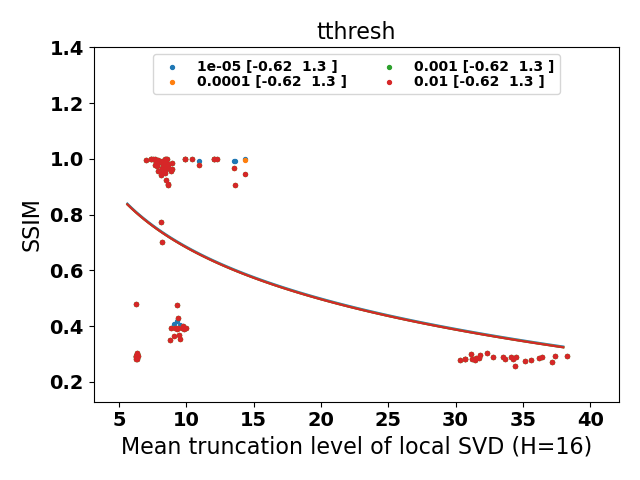 tthresh
1e-05 [-0.62 1.3 ]
0.0001 [-0.62 1.3 ]
0.001 [-0.62 1.3 ]
0.01 [-0.62 1.3 ]
1.4
1.2
1.0
0.8
0.6
0.4
0.2
SSIM
5 10 15 20 25 30 35 40
Mean truncation level of local SVD (H=16)